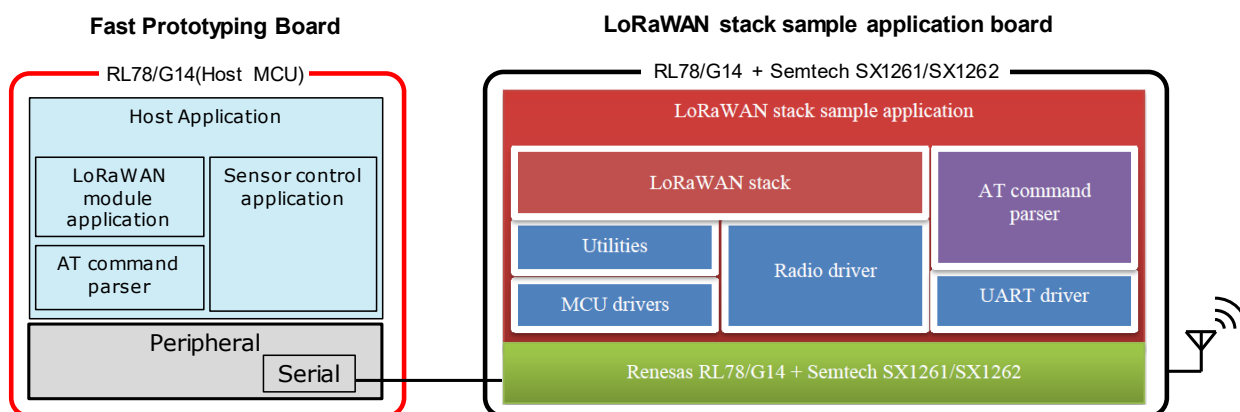 Fast Prototyping Board
RL78/G14(Host MCU)
Host Application
LoRaWAN
module
application
Sensor control
application
AT command
parser
Peripheral
Serial
LoRaWAN stack sample application board
RL78/G14 + Semtech SX1261/SX1262
LoRaWAN stack sample application
LoRaWAN stack
AT command
parser
Utilities
Radio driver
MCU drivers
UART driver
Renesas RL78/G14 + Semtech SX1261/SX1262